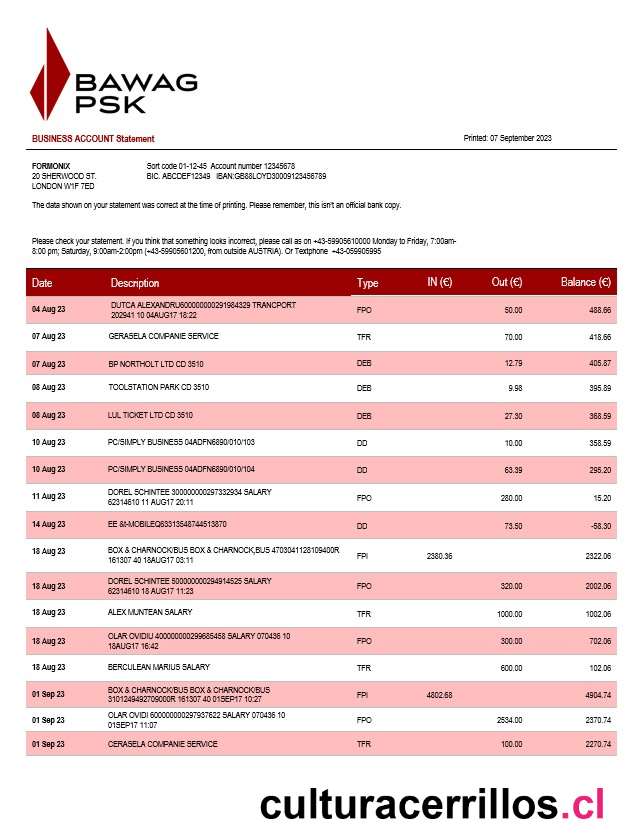 BAWAG
PSK
BUSINESS ACCOUNT Statement Printed: 07 September 2023
FORMONIX Sort code 01-12-45 Account number 12345678
20 SHERWOOD ST. BIC. ABCDEF12349 IBAN:GB88LOYD30009123456789
LONDON W1F 7ED
The data shown on your statement was correct at the time of printing. Please remember, this isn't an official bank copy.
Please check your statement. If you think that something looks incorrect, please call as on +43-59905610000 Monday to Friday, 7:00am-
8:00 pm; Saturday, 9:00am-2:00pm (+43-59905601200, from outside AUSTRIA). Or Textphone +43-059905995
Date Description Type IN (€) Out (€) Balance (€)
04 Aug 23 DUTCA ALEXANDRU600000000291984329 TRANCPORT FPO 50.00 488.66
202941 10 04AUG17 18:22
07 Aug 23 GERASELA COMPANIE SERVICE TFR 70.00 418.66
07 Aug 23 BP NORTHOLT LTD CD 3510 DEB 12.79 405.87
08 Aug 23 TOOLSTATION PARK CD 3510 DEB 9.98 395.89
08 Aug 23 LUL TICKET LTD CD 3510 DEB 27.30 368.59
10 Aug 23 PC/SIMPLY BUSINESS 04ADFN6890/010/103 DD 10.00 358.59
10 Aug 23 PC/SIMPLY BUSINESS 04ADFN6890/010/104 DD 63.39 295.20
11 Aug 23 DOREL SCHINTEE 300000000297332934 SALARY FPO 280.00 15.20
62314610 11 AUG17 20:11
14 Aug 23 EE &t-MOBILEQ63313548744513870 DD 73.50 -58.30
18 Aug 23 BOX & CHARNOCK/BUS BOX & CHARNOCK,BUS 4703041128109400R FPI 2380.36 2322.06
161307 40 18AUG17 03:11
18 Aug 23 DOREL SCHINTEE 500000000294914525 SALARY FPO 320.00 2002.06
62314610 18 AUG17 11:23
18 Aug 23 ALEX MUNTEAN SALARY TFR 1000.00 1002.06
18 Aug 23 OLAR OVIDIU 400000000299685458 SALARY 070436 10 FPO 300.00 702.06
18AUG17 16:42
18 Aug 23 BERCULEAN MARIUS SALARY TFR 600.00 102.06
01 Sep 23 BOX & CHARNOCK/BUS BOX & CHARNOCK/BUS FPI 4802.68 4904.74
3101249492709000R 161307 40 01SEP17 10:27
01 Sep 23 OLAR OVIDI 600000000297937622 SALARY 070436 10 FPO 2534.00 2370.74
01SEP17 11:07
01 Sep 23 CERASELA COMPANIE SERVICE TFR 100.00 2270.74
culturacerrillos.cl